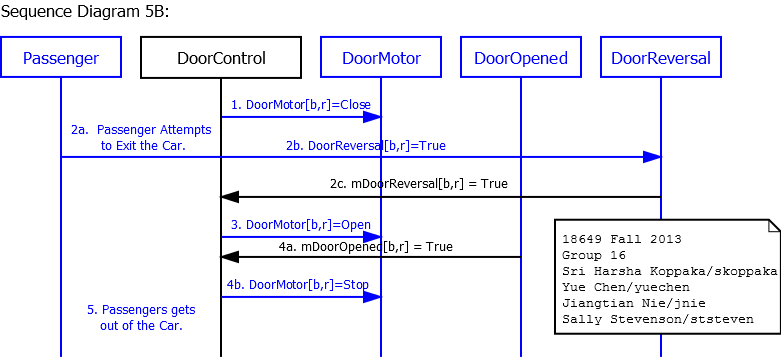 Sequence Diagram 5B:
Passenger
DoorControl
DoorMotor
DoorOpened
DoorReversal
1. DoorMotor[b,r]=Close
2a.  Passenger Attempts
to Exit the Car.
2b. DoorReversal[b,r]=True
2c. mDoorReversal[b,r] = True
3. DoorMotor[b,r]=Open
4a. mDoorOpened[b,r] = True
4b. DoorMotor[b,r]=Stop
5. Passengers gets
out of the Car.
18649 Fall 2013
Group 16
Sri Harsha Koppaka/skoppaka
Yue Chen/yuechen
Jiangtian Nie/jnie
Sally Stevenson/ststeven